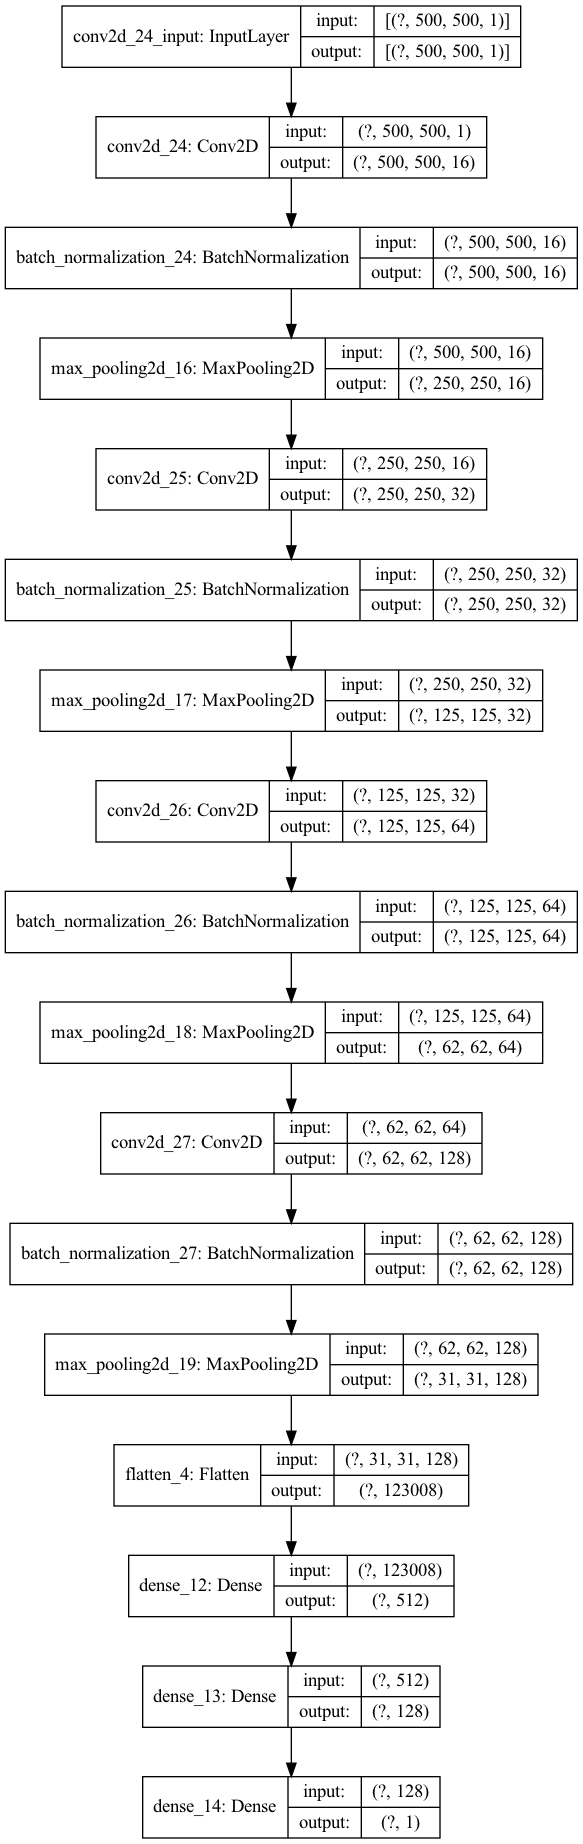 conv2d_24_input: InputLayer
input: [(?, 500, 500, 1)]
output: [(?, 500, 500, 1)]
conv2d_24: Conv2D
input: (?, 500, 500, 1)
output: (?, 500, 500, 16)
batch_normalization_24: BatchNormalization
input: (?, 500, 500, 16)
output: (?, 500, 500, 16)
max_pooling2d_16: MaxPooling2D
input: (?, 500, 500, 16)
output: (?, 250, 250, 16)
conv2d_25: Conv2D
input: (?, 250, 250, 16)
output: (?, 250, 250, 32)
batch_normalization_25: BatchNormalization
input: (?, 250, 250, 32)
output: (?, 250, 250, 32)
max_pooling2d_17: MaxPooling2D
input: (?, 250, 250, 32)
output: (?, 125, 125, 32)
conv2d_26: Conv2D
input: (?, 125, 125, 32)
output: (?, 125, 125, 64)
batch_normalization_26: BatchNormalization
input: (?, 125, 125, 64)
output: (?, 125, 125, 64)
max_pooling2d_18: MaxPooling2D
input: (?, 125, 125, 64)
output: (?, 62, 62, 64)
conv2d_27: Conv2D
input: (?, 62, 62, 64)
output: (?, 62, 62, 128)
batch_normalization_27: BatchNormalization
input: (?, 62, 62, 128)
output: (?, 62, 62, 128)
max_pooling2d_19: MaxPooling2D
input: (?, 62, 62, 128)
output: (?, 31, 31, 128)
flatten_4: Flatten
input: (?, 31, 31, 128)
output: (?, 123008)
dense_12: Dense
input: (?, 123008)
output: (?, 512)
dense_13: Dense
input: (?, 512)
output: (?, 128)
dense_14: Dense
input: (?, 128)
output: (?, 1)